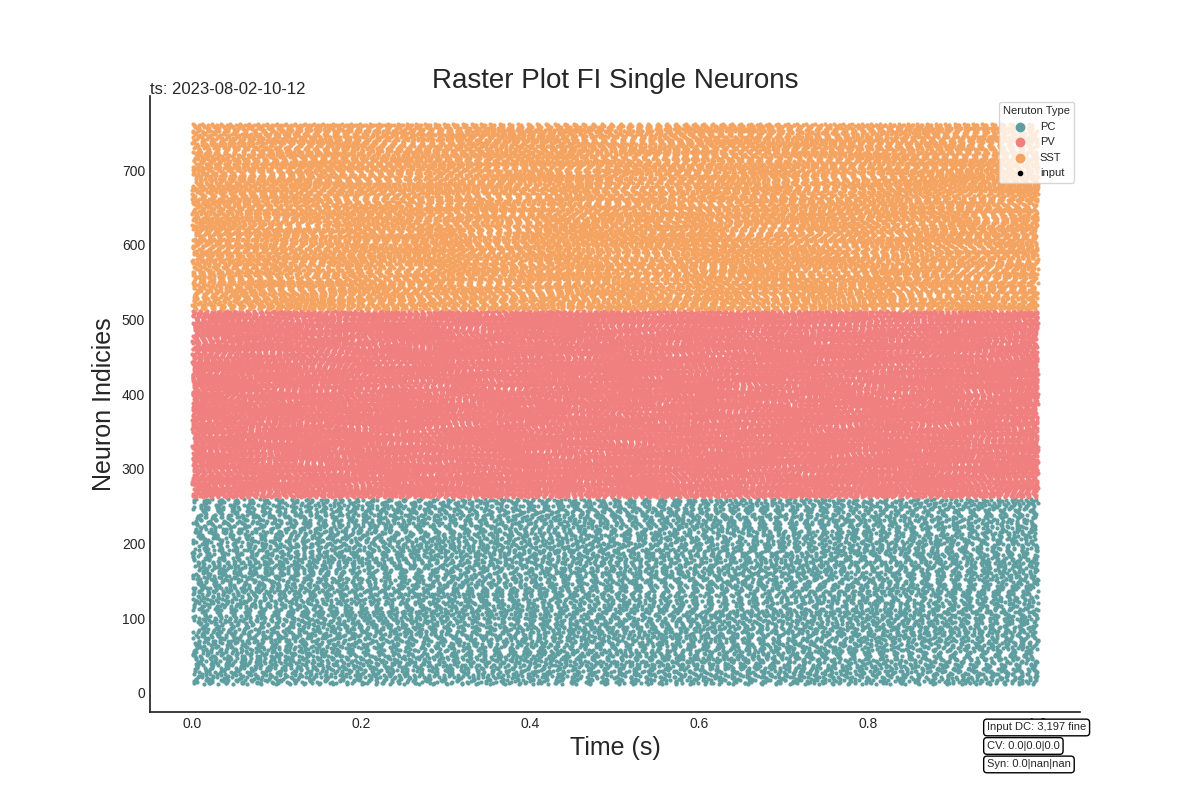 Raster Plot FI Single Neurons
ts: 2023-08-02-10-12
Neruton Type
PC
PV
SST
input
Neuron Indicies
700
600
500
400
300
200
100
0
0.0 0.2 0.4 0.6 0.8
Time (s)
Input DC: 3,197 fine
CV: 0.0|0.0|0.0
Syn: 0.0|nan|nan